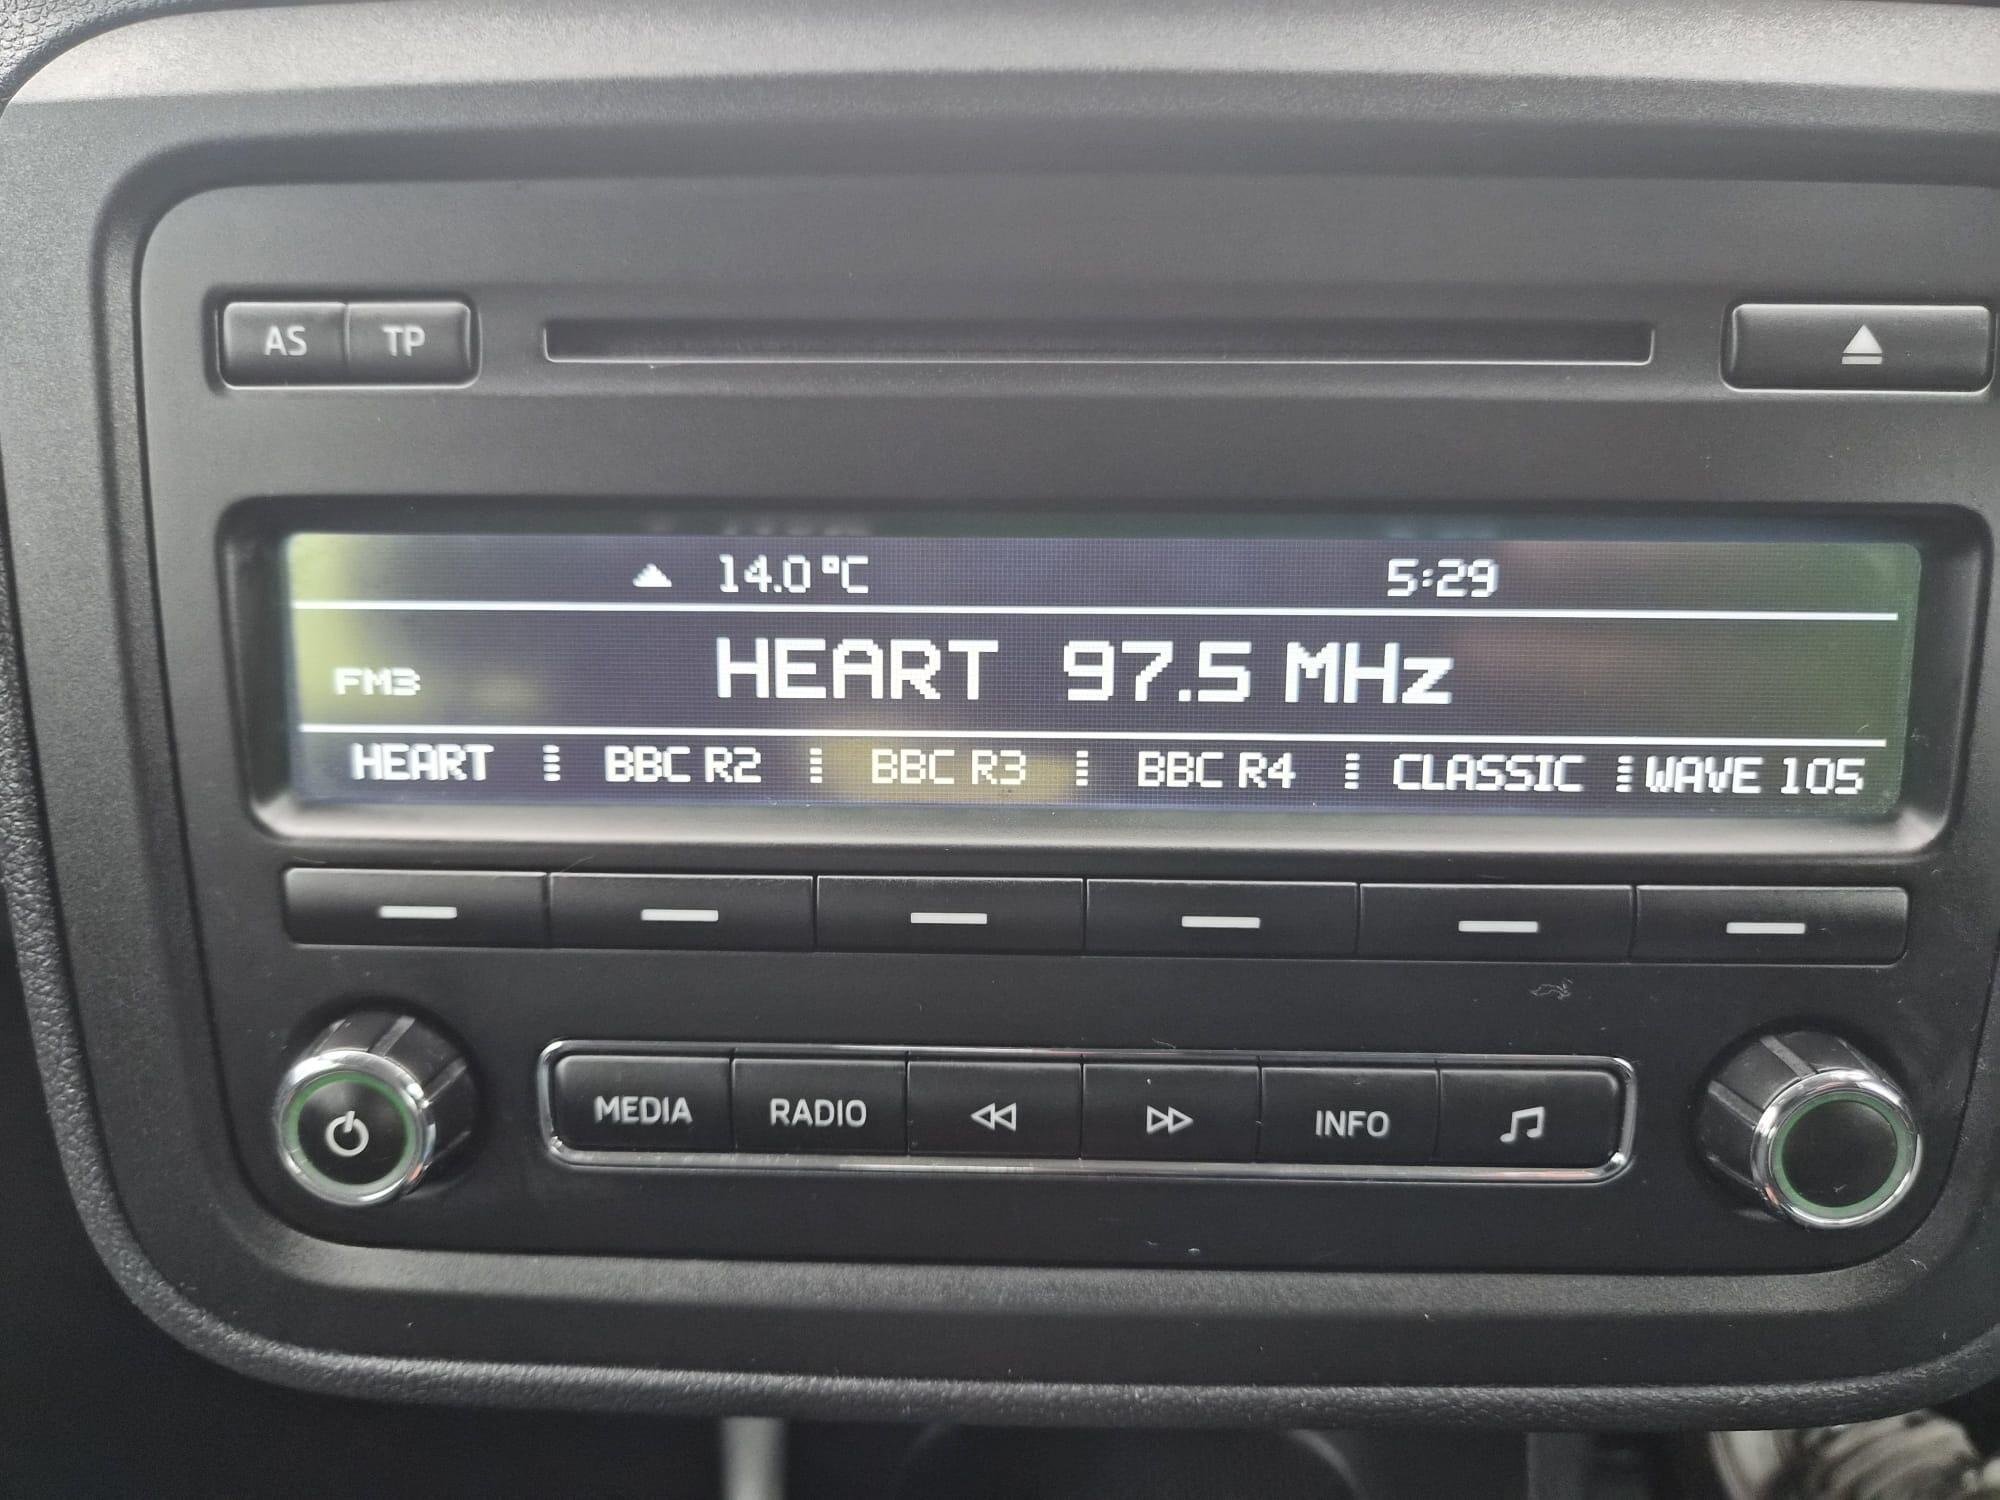 AS TP
14.0 °C 5:29
FM3 HEART 97.5 MHz
HEART BBC R2 BBC R3 BBC R4 CLASSIC WAVE 105
MEDIA RADIO INFO